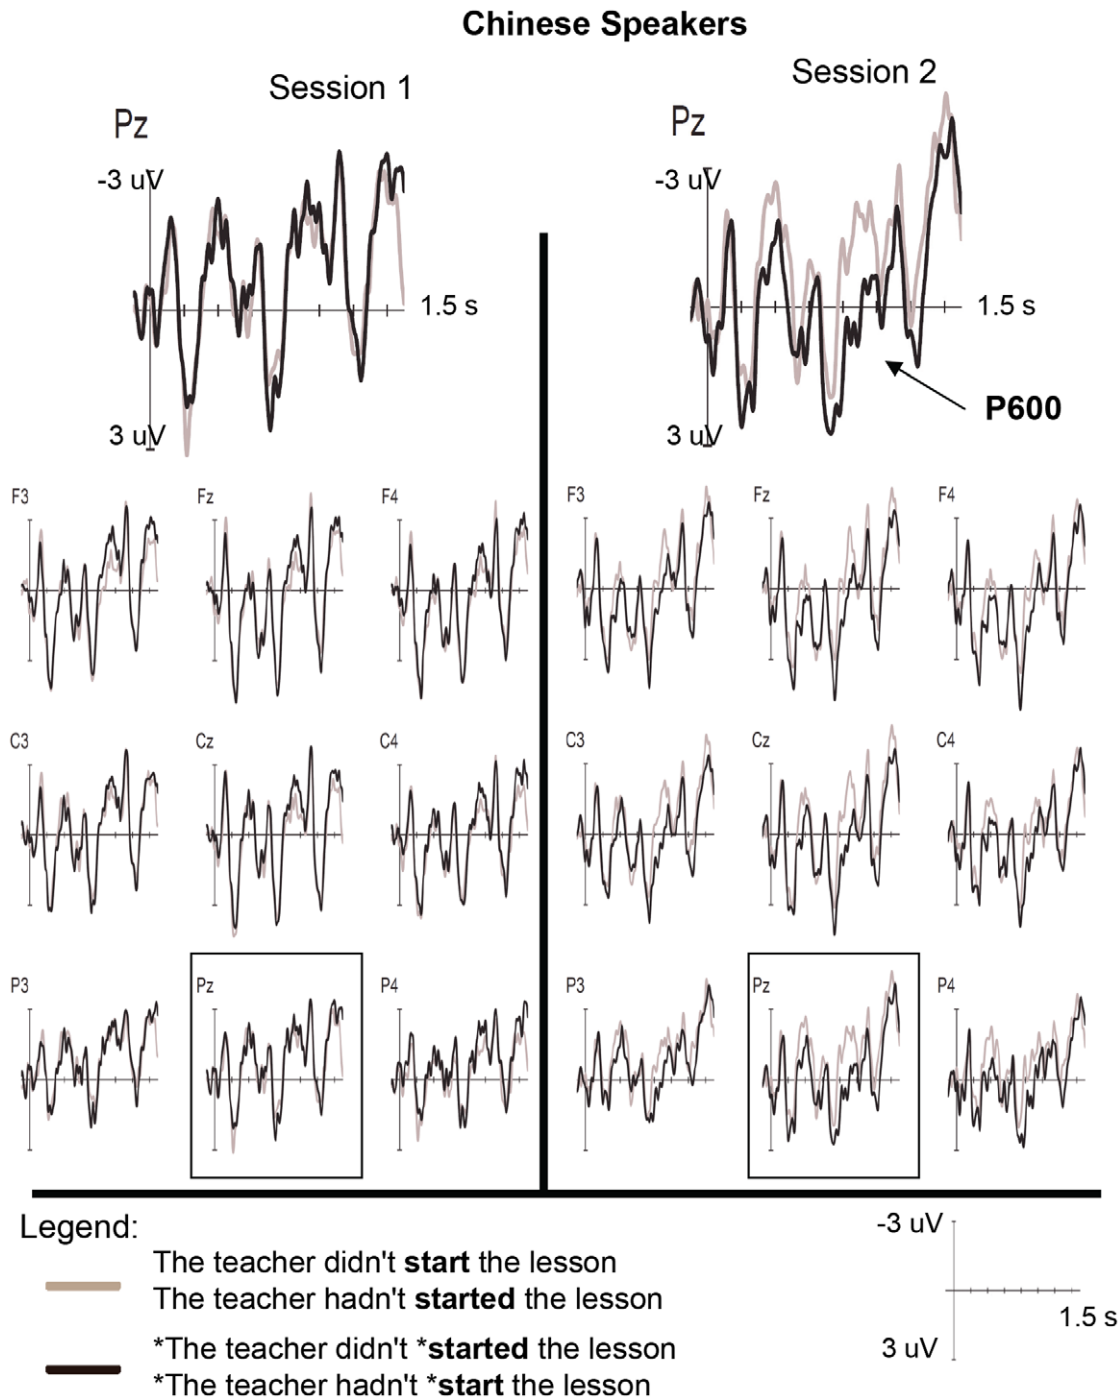 Chinese Speakers
Session 1
Session 2
Pz
-3 uV
1.5 s
3 uV
Pz
-3 uV
1.5 s
P600
3 uV
F3
Fz
F4
F3
Fz
F4
C3
Cz
C4
C3
Cz
C4
P3
Pz
P4
P3
Pz
P4
Legend:
The teacher didn't start the lesson
The teacher hadn't started the lesson
*The teacher didn't *started the lesson
*The teacher hadn't *start the lesson
-3 uV
1.5 s
3 uV